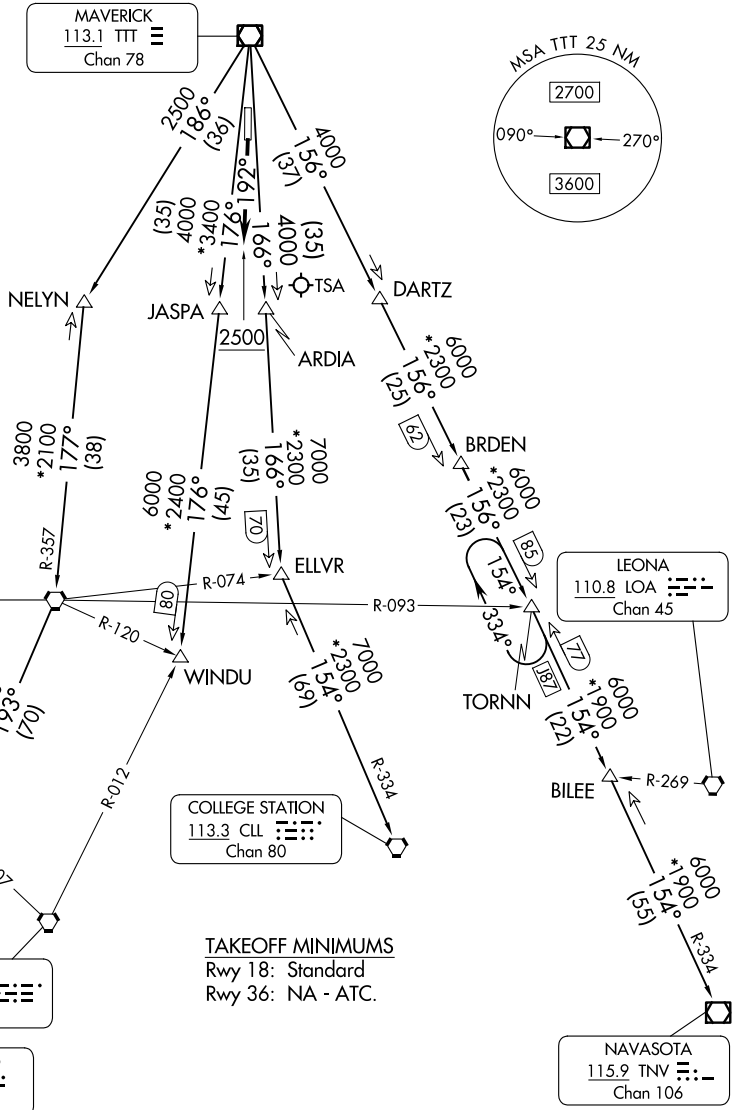 MAVERICK
113.1 TTT
Chan 78
MSA TTT 25 NM
2700
090°
270°
3600
2500
186°
(36)
(35)
4000
*3400
176°
192°
166°
4000
(35)
4000
156°
(37)
NELYN
JASPA
2500
TSA
ARDIA
DARTZ
3800
*2100
177°
(38)
R-357
6000
*2400
176°
(45)
80
7000
*2300
166°
(35)
70
6000
*2300
156°
(25)
62
BRDEN
6000
*2300
156°
(23)
85
ELLVR
R-074
R-093
R-120
WINDU
154°
334°
TORNN
J87
77
LEONA
110.8 LOA
Chan 45
193°
(70)
R-012
7000
*2300
154°
(69)
R-334
6000
*1900
154°
(22)
BILEE
R-269
COLLEGE STATION
113.3 CLL
Chan 80
6000
*1900
154°
(55)
R-334
07
TAKEOFF MINIMUMS
Rwy 18: Standard
Rwy 36: NA - ATC.
NAVASOTA
115.9 TNV
Chan 106